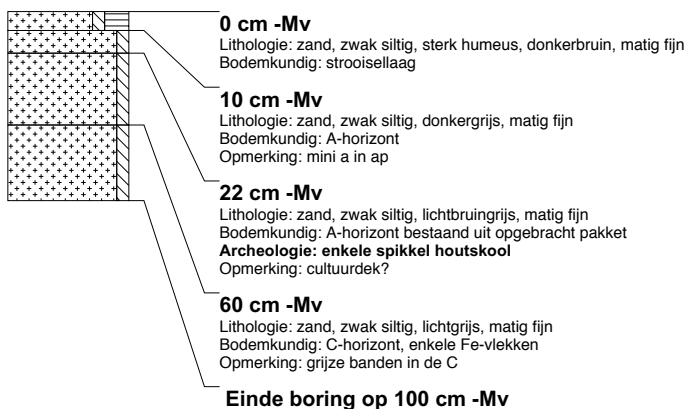 0 cm -Mv
Lithologie: zand, zwak siltig, sterk humeus, donkerbruin, matig fijn
Bodemkundig: strooisellaag
10 cm -Mv
Lithologie: zand, zwak siltig, donkergrijs, matig fijn
Bodemkundig: A-horizont
Opmerking: mini a in ap
22 cm -Mv
Lithologie: zand, zwak siltig, lichtbruingrijs, matig fijn
Bodemkundig: A-horizont bestaand uit opgebracht pakket
Archeologie: enkele spikkel houtskool
Opmerking: cultuurdek?
60 cm -Mv
Lithologie: zand, zwak siltig, lichtgrijs, matig fijn
Bodemkundig: C-horizont, enkele Fe-vlekken
Opmerking: grijze banden in de C
Einde boring op 100 cm -Mv